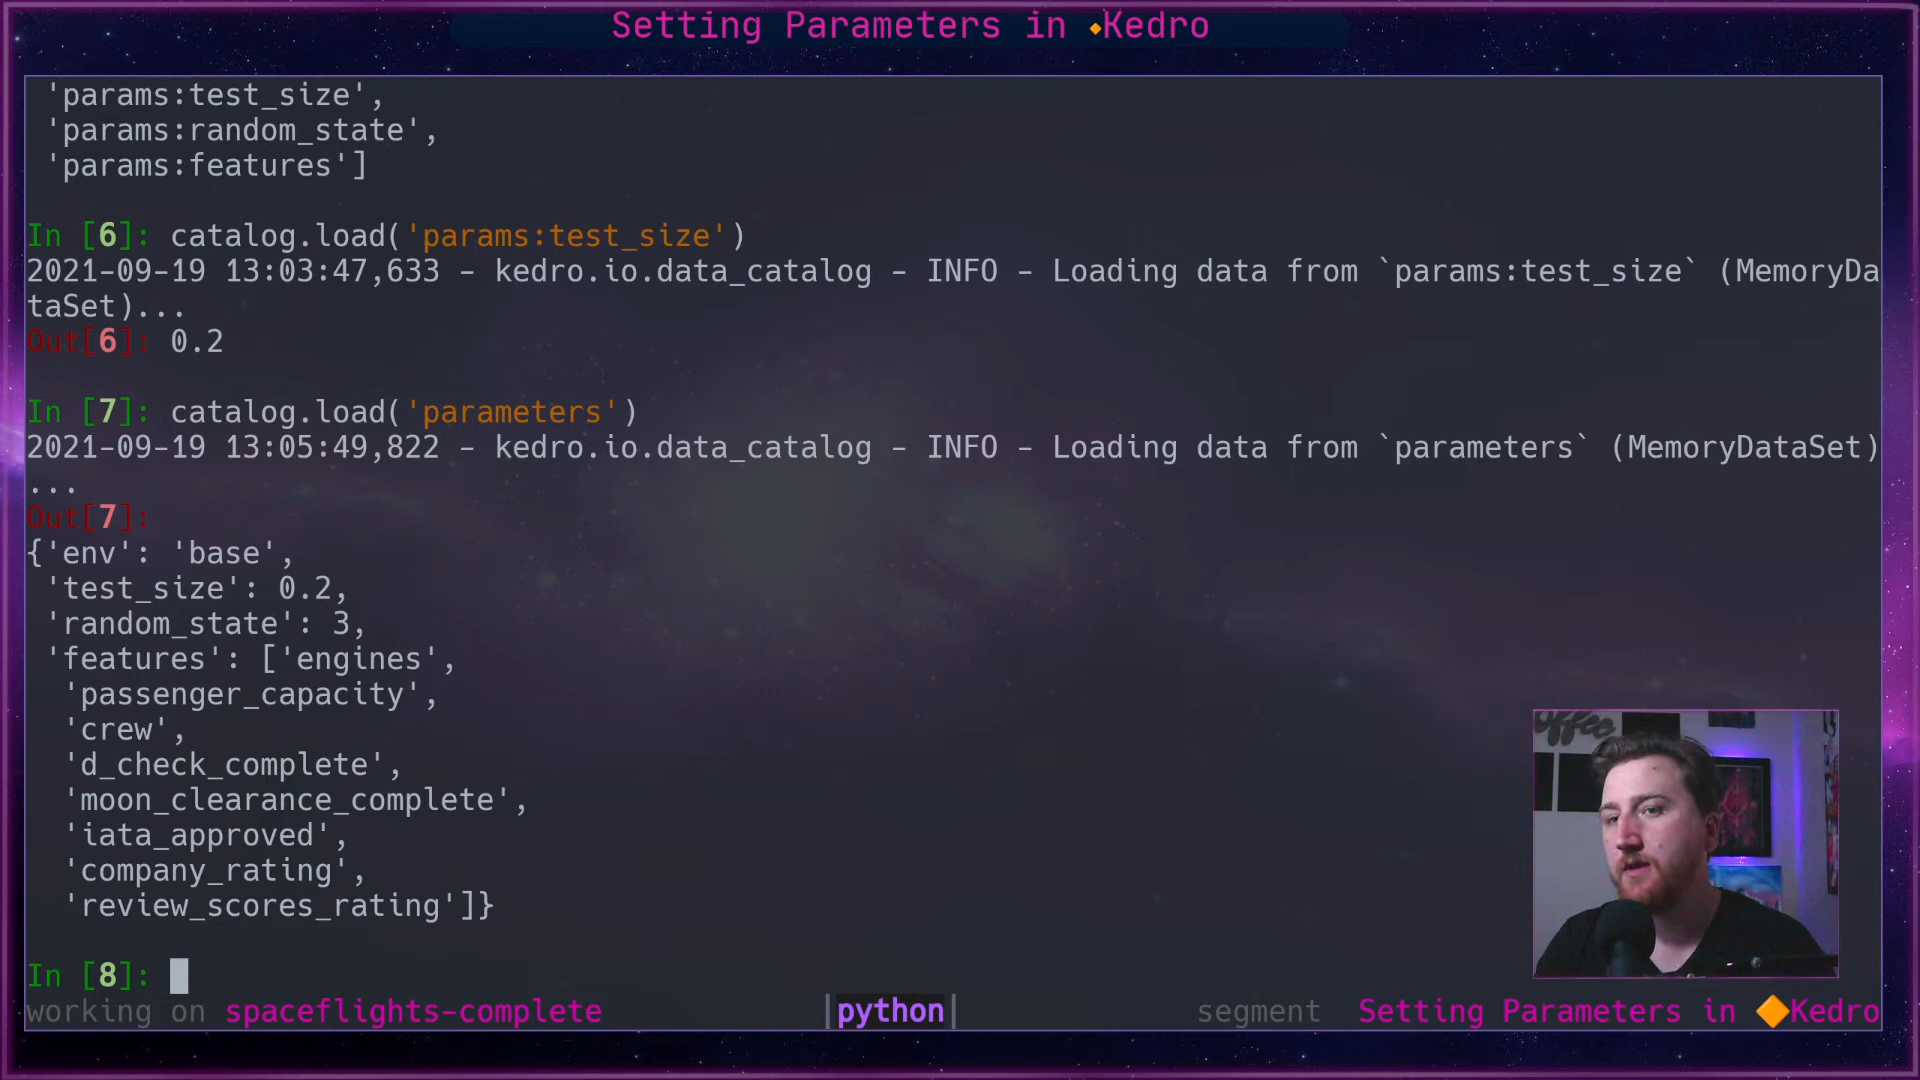 Setting Parameters in Kedro
'params:test_size',
'params:random_state',
'params:features']
In [6]: catalog.load('params:test_size')
2021-09-19 13:03:47,633 - kedro.io.data_catalog - INFO - Loading data from `params:test_size` (MemoryDa
taSet)...
Out[6]: 0.2
In [7]: catalog.load('parameters')
2021-09-19 13:05:49,822 - kedro.io.data_catalog - INFO - Loading data from `parameters` (MemoryDataSet)
...
Out[7]:
{'env': 'base',
'test_size': 0.2,
'random_state': 3,
'features': ['engines',
'passenger_capacity',
'crew',
'd_check_complete',
'moon_clearance_complete',
'iata_approved',
'company_rating',
'review_scores_rating']}
In [8]:
working on spaceflights-complete |python| segment Setting Parameters in 🔶Kedro
offee